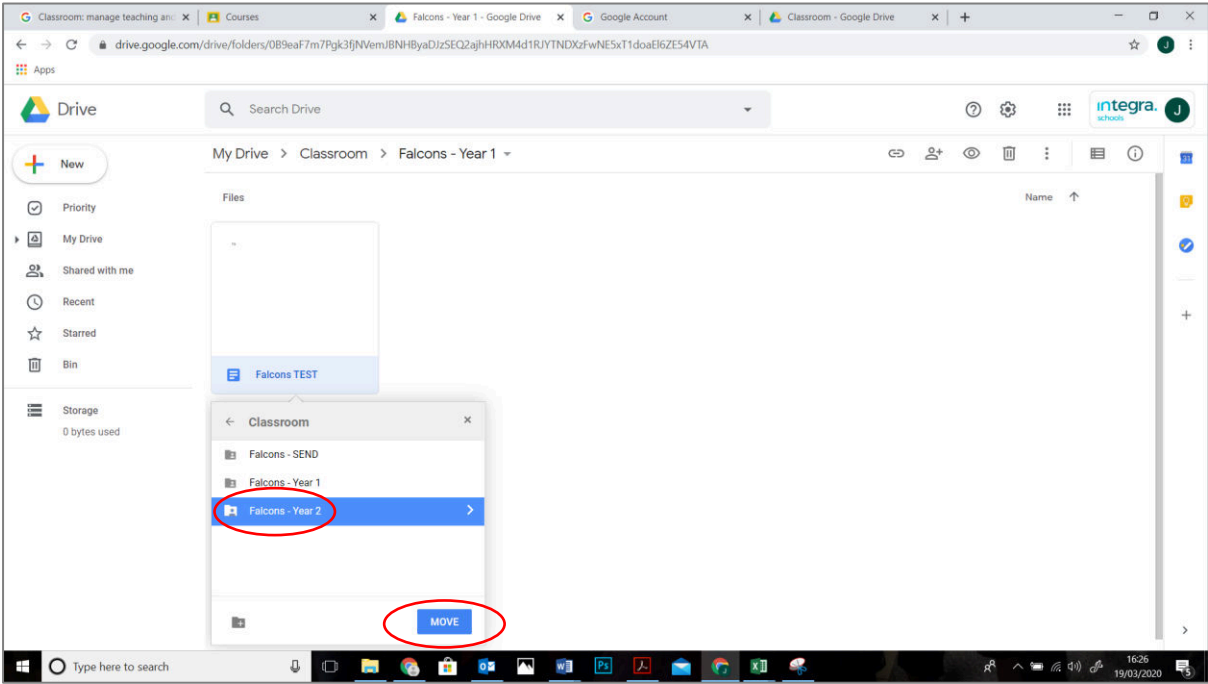 Classroom: manage teaching and
Courses
Falcons - Year 1 - Google Drive
Google Account
Classroom - Google Drive
drive.google.com/drive/folders/0B9eaF7m7Pgk3fjNVemJBNHByaDJzSEQ2ajhHRXM4d1RJYTNDXzFwNE5xT1doaEl6ZE54VTA
J
Apps
Drive
Search Drive
integra.
schools
J
New
My Drive > Classroom > Falcons - Year 1
31
Files
Name
Priority
My Drive
Shared with me
Recent
Starred
Bin
Falcons TEST
Storage
0 bytes used
Classroom
Falcons - SEND
Falcons - Year 1
Falcons - Year 2
MOVE
Type here to search
Ps
16:26
19/03/2020
5